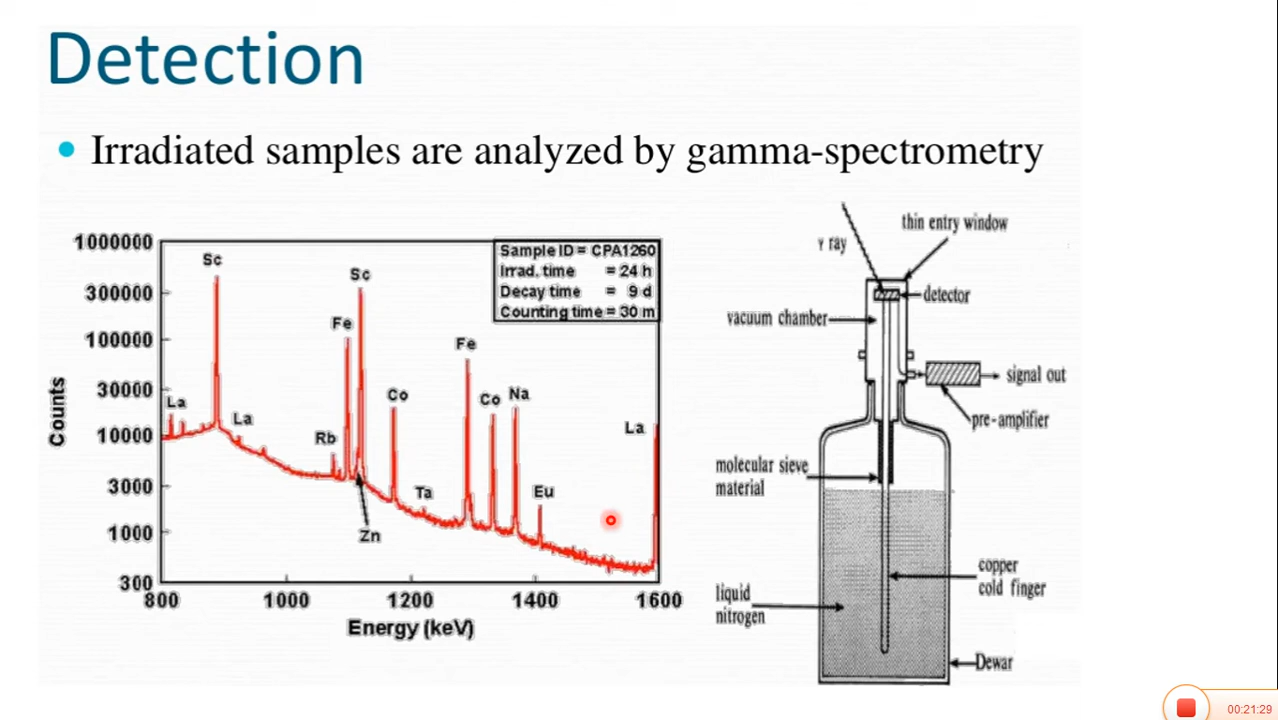 Detection
• Irradiated samples are analyzed by gamma-spectrometry
Sample ID = CPA1260
Irrad. time = 24 h
Decay time = 9 d
Counting time = 30 m
1000000
300000
100000
30000
10000
3000
1000
300
Counts
800
1000
1200
1400
1600
Energy (keV)
La
Sc
La
Rb
Fe
Sc
Zn
Co
Ta
Fe
Co
Na
Eu
La
γ ray
thin entry window
detector
vacuum chamber
signal out
pre-amplifier
molecular sieve
material
copper
cold finger
liquid
nitrogen
Dewar
00:21:29